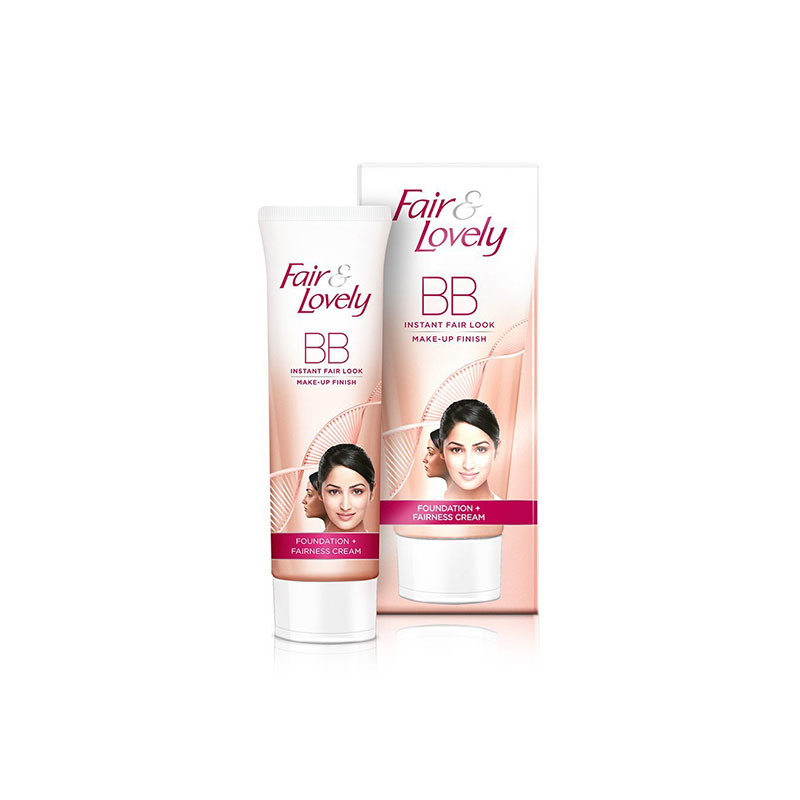 Fair &
Lovely
BB
INSTANT FAIR LOOK
MAKE-UP FINISH
FOUNDATION +
FAIRNESS CREAM
Fair &
Lovely
BB
INSTANT FAIR LOOK
MAKE-UP FINISH
FOUNDATION +
FAIRNESS CREAM